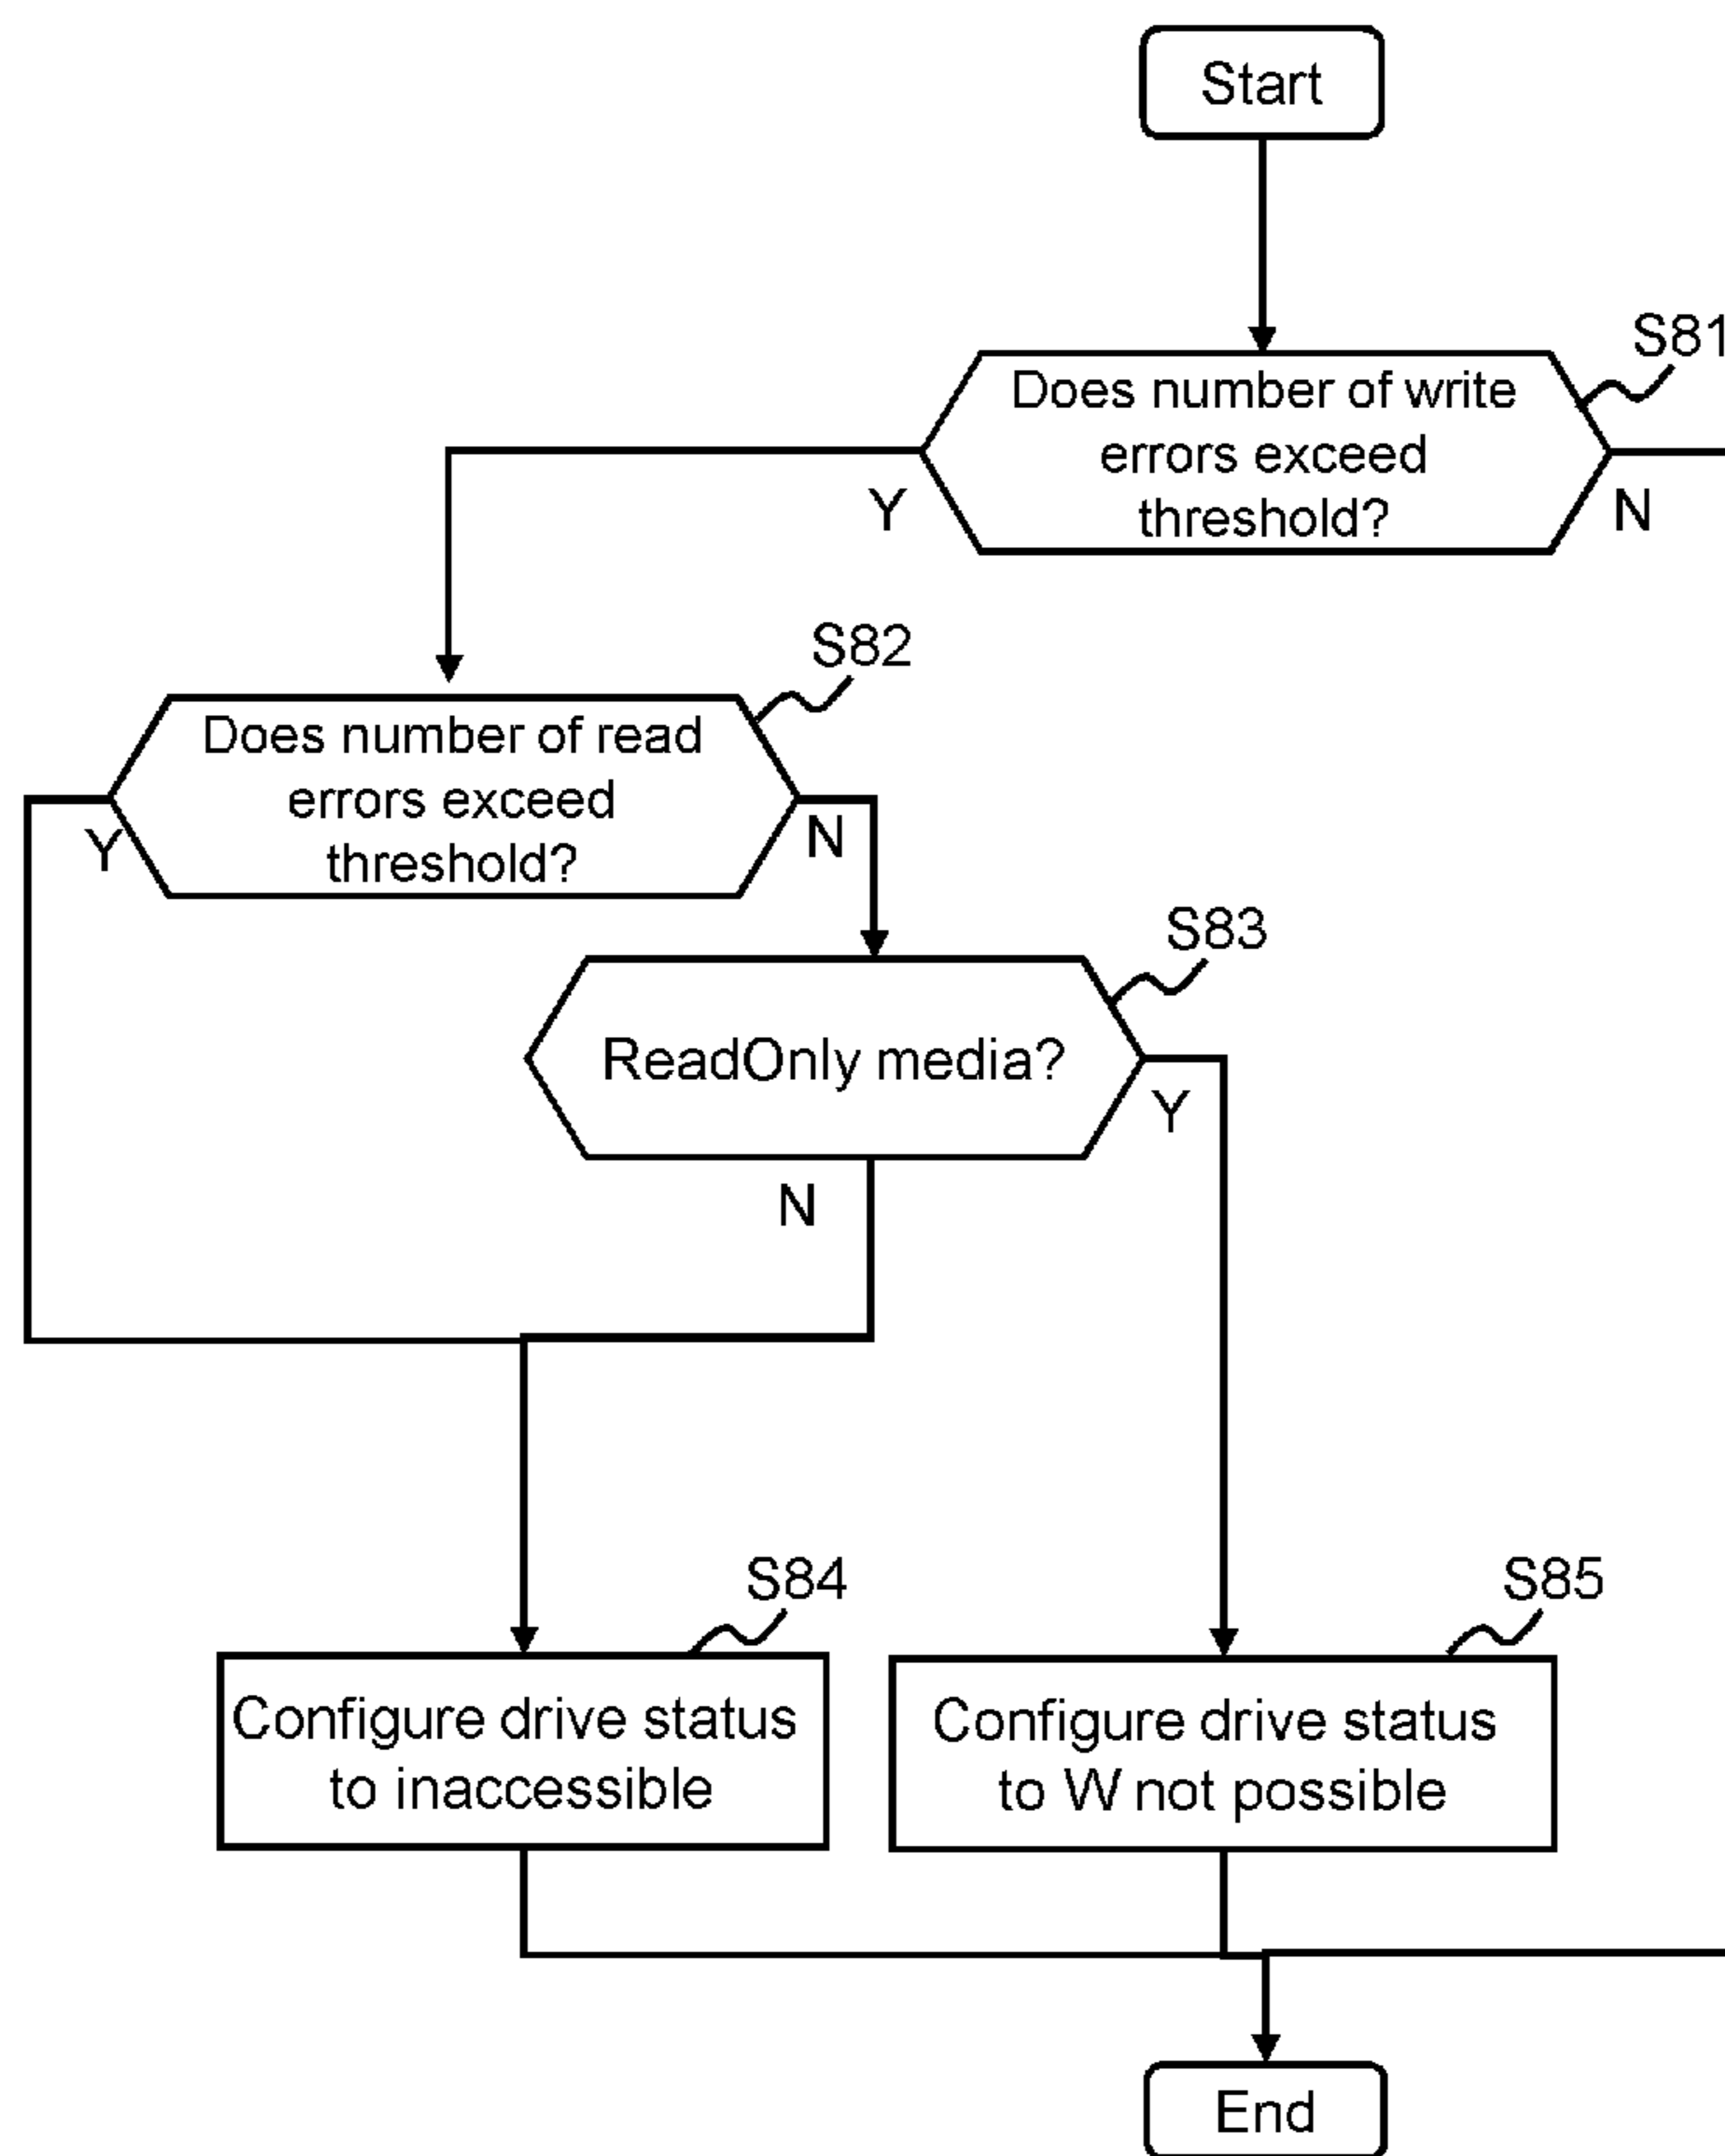 Start
S81
Does number of write
errors exceed
threshold?
Y
N
S82
Does number of read
errors exceed
threshold?
Y
N
S83
ReadOnly media?
Y
N
S84
S85
Configure drive status
to inaccessible
Configure drive status
to W not possible
End